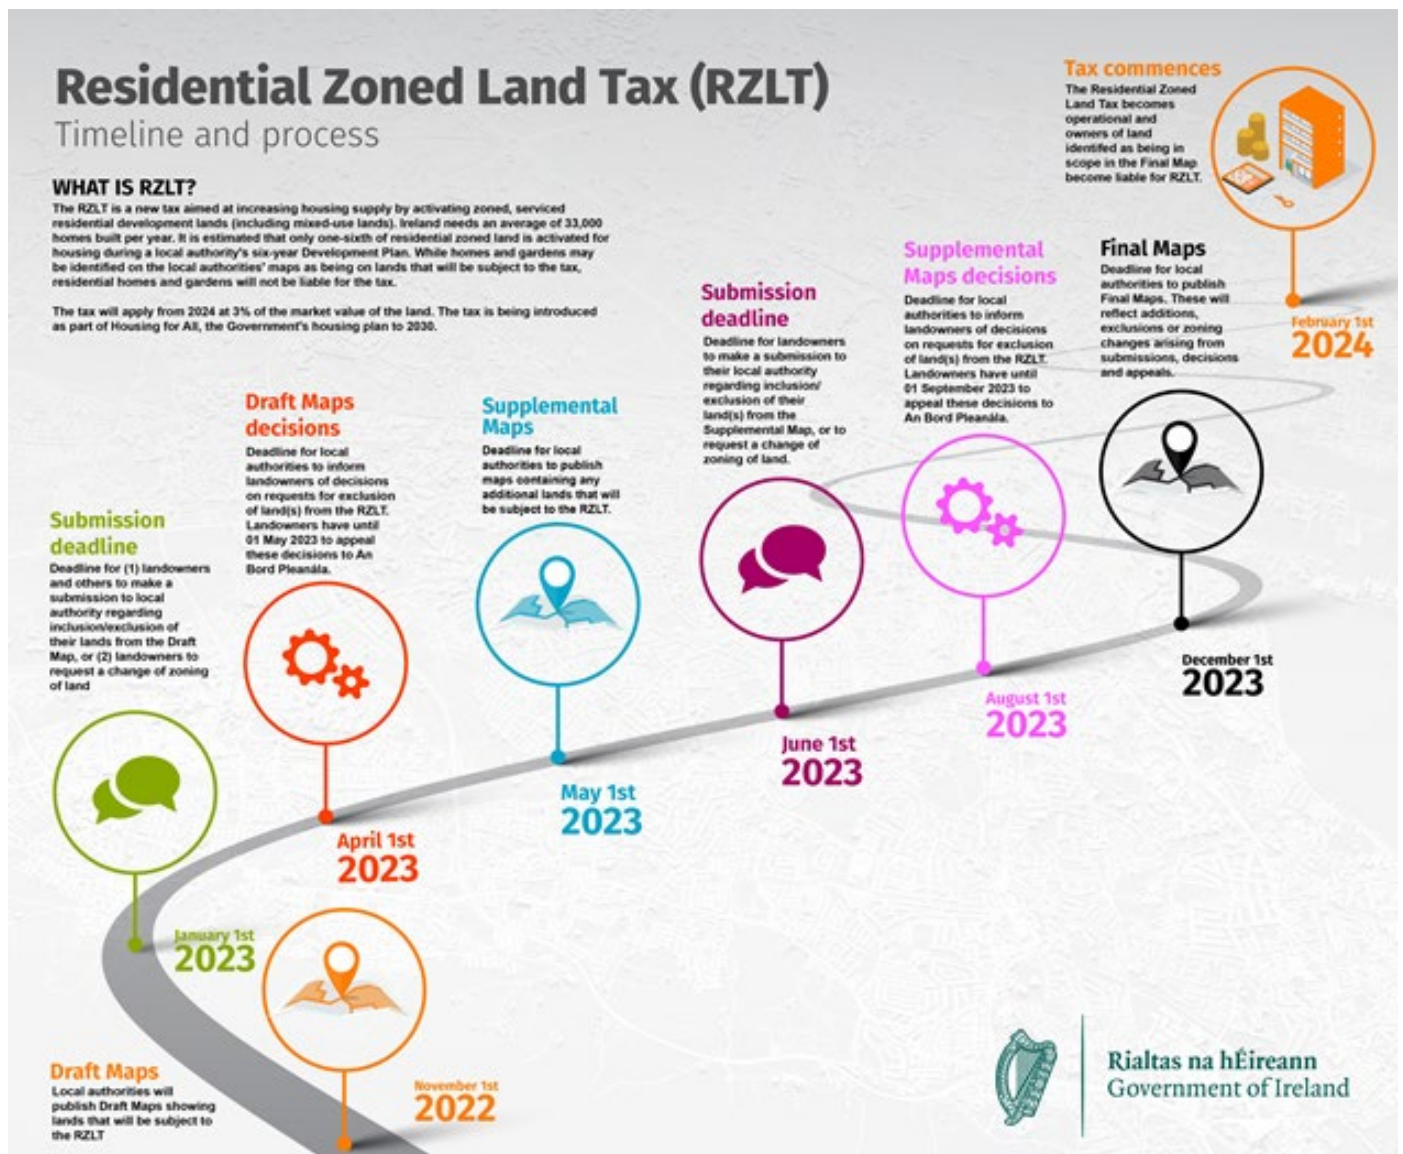 Residential Zoned Land Tax (RZLT)
Timeline and process
WHAT IS RZLT?
The RZLT is a new tax aimed at increasing housing supply by activating zoned, serviced
residential development lands (including mixed-use lands). Ireland needs an average of 33,000
homes built per year. It is estimated that only one-sixth of residential zoned land is activated for
housing during a local authority's six-year Development Plan. While homes and gardens may
be identified on the local authorities' maps as being on lands that will be subject to the tax,
residential homes and gardens will not be liable for the tax.
The tax will apply from 2024 at 3% of the market value of the land. The tax is being introduced
as part of Housing for All, the Government's housing plan to 2030.
Draft Maps
Local authorities will
publish Draft Maps showing
lands that will be subject to
the RZLT
November 1st
2022
Submission
deadline
Deadline for (1) landowners
and others to make a
submission to local
authority regarding
inclusion/exclusion of
their lands from the Draft
Map, or (2) landowners to
request a change of zoning
of land
January 1st
2023
Draft Maps
decisions
Deadline for local
authorities to inform
landowners of decisions
on requests for exclusion
of land(s) from the RZLT.
Landowners have until
01 May 2023 to appeal
these decisions to An
Bord Pleanála.
April 1st
2023
Supplemental
Maps
Deadline for local
authorities to publish
maps containing any
additional lands that will
be subject to the RZLT.
May 1st
2023
Submission
deadline
Deadline for landowners
to make a submission to
their local authority
regarding inclusion/
exclusion of their
land(s) from the
Supplemental Map, or to
request a change of
zoning of land.
June 1st
2023
Supplemental
Maps decisions
Deadline for local
authorities to inform
landowners of decisions
on requests for exclusion
of land(s) from the RZLT.
Landowners have until
01 September 2023 to
appeal these decisions to
An Bord Pleanála.
August 1st
2023
Final Maps
Deadline for local
authorities to publish
Final Maps. These will
reflect additions,
exclusions or zoning
changes arising from
submissions, decisions
and appeals.
December 1st
2023
Tax commences
The Residential Zoned
Land Tax becomes
operational and
owners of land
identifed as being in
scope in the Final Map
become liable for RZLT.
February 1st
2024
Rialtas na hÉireann
Government of Ireland